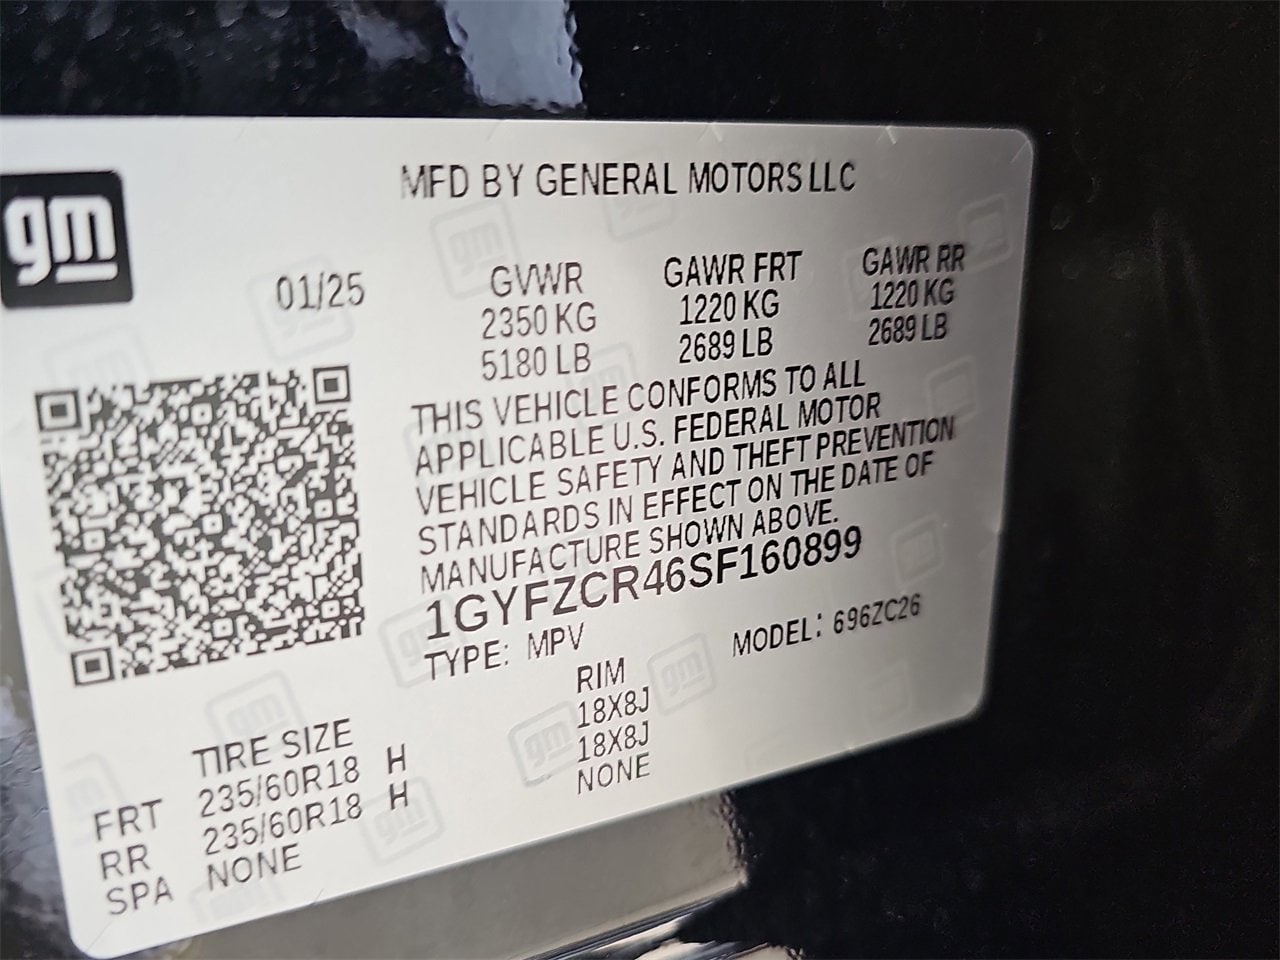 gm
MFD BY GENERAL MOTORS LLC
01/25 GVWR GAWR FRT GAWR RR
2350 KG 1220 KG 1220 KG
5180 LB 2689 LB 2689 LB
THIS VEHICLE CONFORMS TO ALL
APPLICABLE U.S. FEDERAL MOTOR
VEHICLE SAFETY AND THEFT PREVENTION
STANDARDS IN EFFECT ON THE DATE OF
MANUFACTURE SHOWN ABOVE.
1GYFZCR46SF160899
TYPE: MPV MODEL: 696ZC26
TIRE SIZE RIM
FRT 235/60R18 H 18X8J
RR 235/60R18 H 18X8J
SPA NONE NONE